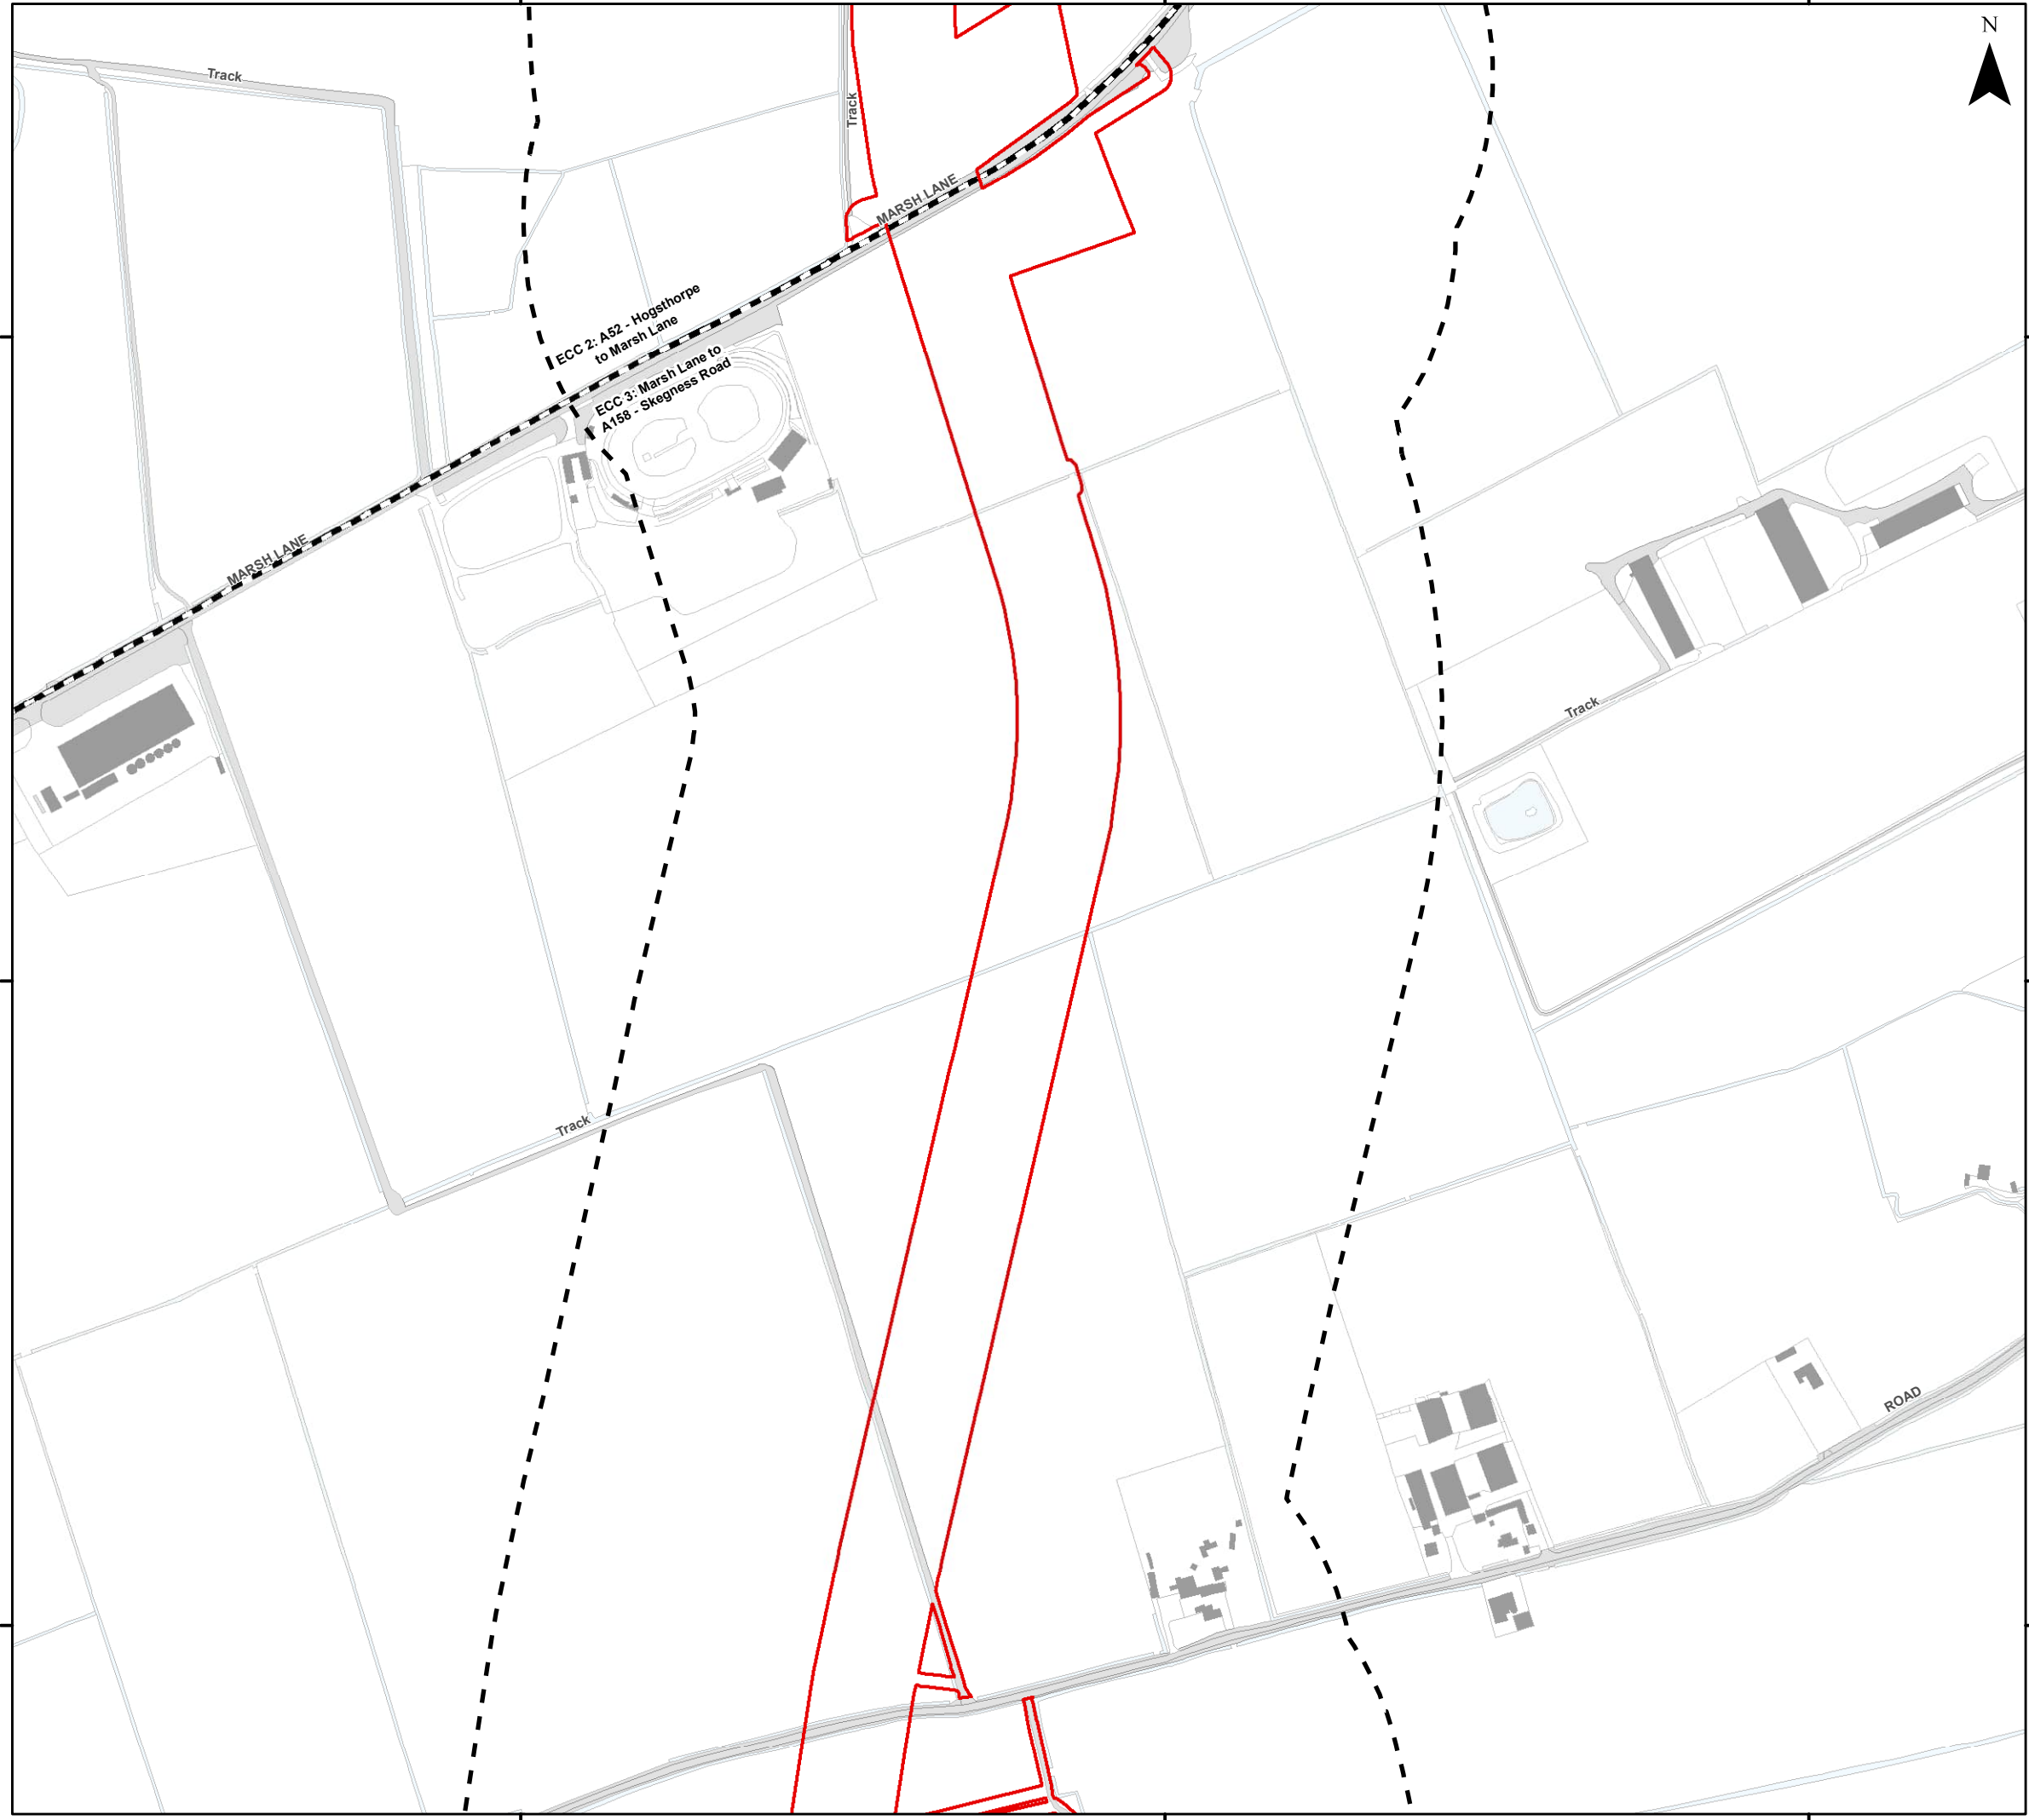 N
Track
Track
MARSH LANE
ECC 2: A52 - Hogsthorpe
to Marsh Lane
ECC 3: Marsh Lane to
A158 - Skegness Road
MARSH LANE
Track
Track
ROAD